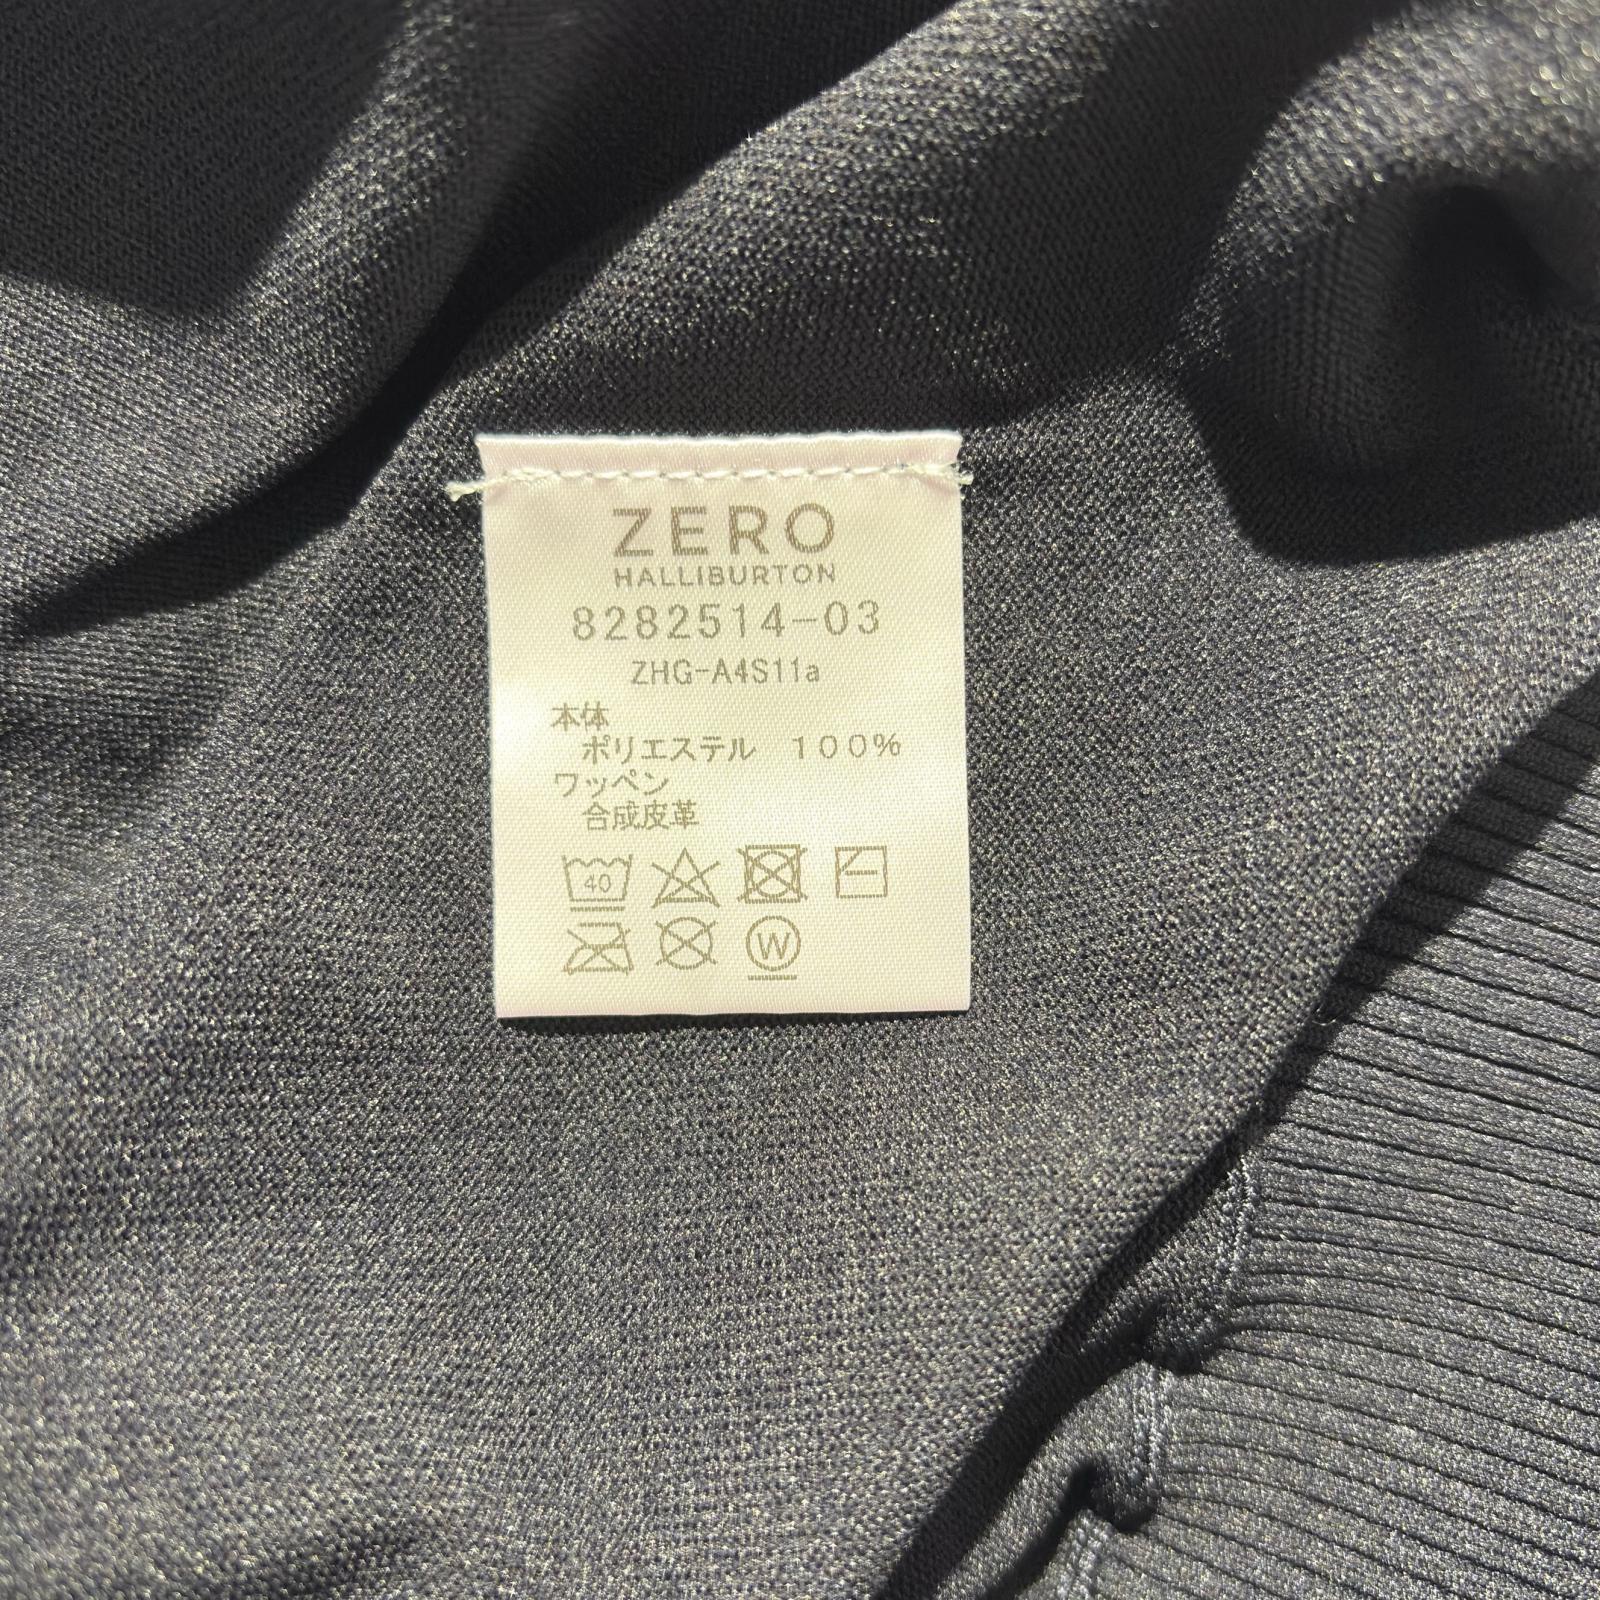 ZERO
HALLIBURTON
8282514-03
ZHG-A4S11a
本体
ポリエステル 100%
ワッペン
合成皮革
40
W